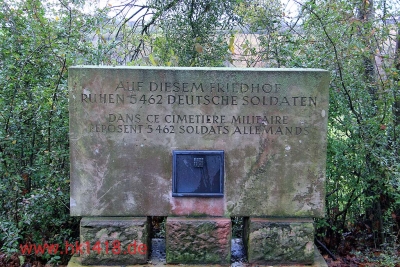 AUF DIESEM FRIEDHOF
RUHEN 5462 DEUTSCHE SOLDATEN
DANS CE CIMETIÈRE MILITAIRE
REPOSENT 5462 SOLDATS ALLEMANDS
www.hk1418.de